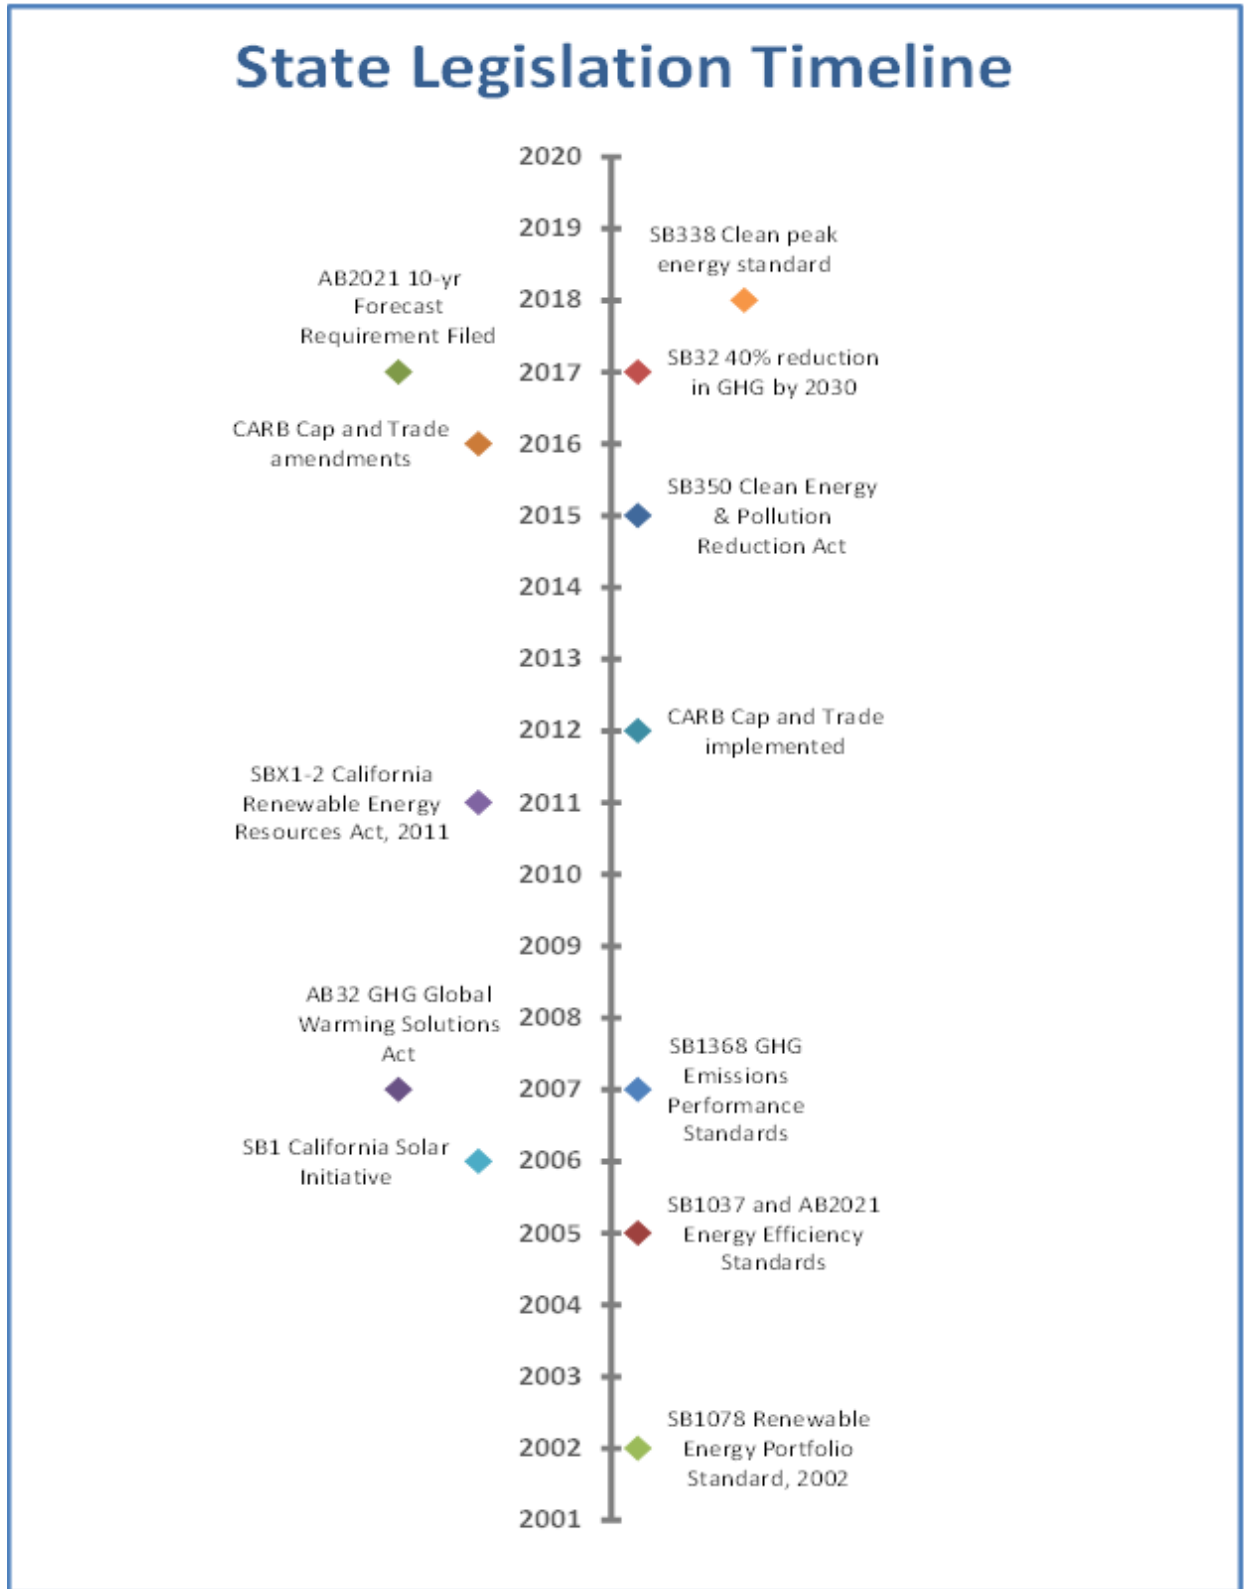 State Legislation Timeline
2020
2019
SB338 Clean peak
energy standard
AB2021 10-yr
Forecast
Requirement Filed
2018
2017
SB32 40% reduction
in GHG by 2030
CARB Cap and Trade
amendments
2016
SB350 Clean Energy
& Pollution
Reduction Act
2015
2014
2013
2012
CARB Cap and Trade
implemented
SBX1-2 California
Renewable Energy
Resources Act, 2011
2011
2010
2009
AB32 GHG Global
Warming Solutions
Act
2008
SB1368 GHG
Emissions
Performance
Standards
2007
SB1 California Solar
Initiative
2006
SB1037 and AB2021
Energy Efficiency
Standards
2005
2004
2003
SB1078 Renewable
Energy Portfolio
Standard, 2002
2002
2001